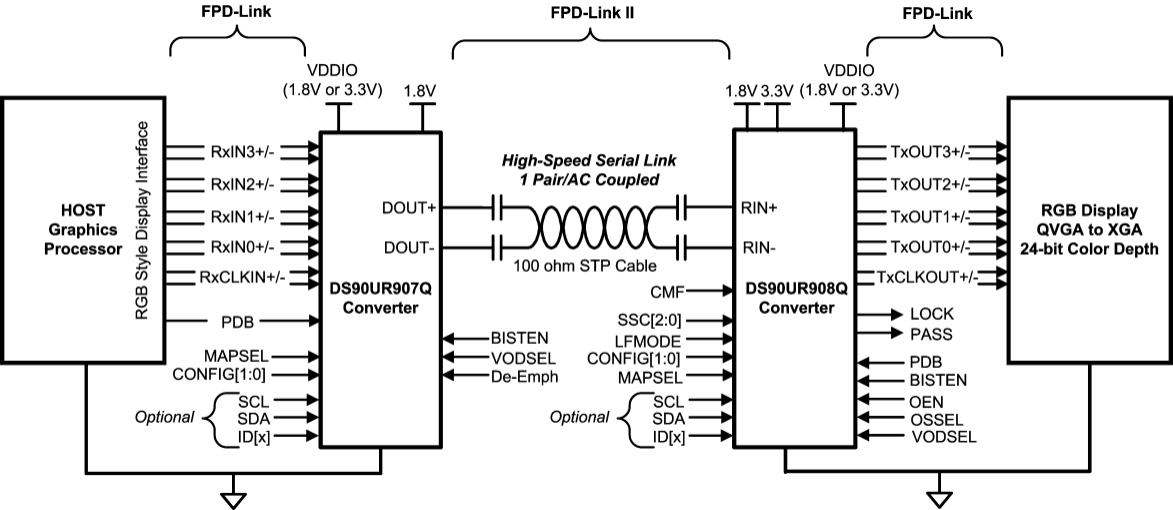 FPD-Link
FPD-Link II
FPD-Link
VDDIO
(1.8V or 3.3V)
1.8V
1.8V
3.3V
VDDIO
(1.8V or 3.3V)
HOST
Graphics
Processor
RGB Style Display Interface
RxIN3+/-
RxIN2+/-
RxIN1+/-
RxIN0+/-
RxCLKIN+/-
PDB
MAPSEL
CONFIG[1:0]
Optional
SCL
SDA
ID[x]
DOUT+
DOUT-
DS90UR907Q
Converter
BISTEN
VODSEL
De-Emph
High-Speed Serial Link
1 Pair/AC Coupled
100 ohm STP Cable
CMF
SSC[2:0]
LFMODE
CONFIG[1:0]
MAPSEL
Optional
SCL
SDA
ID[x]
RIN+
RIN-
DS90UR908Q
Converter
TxOUT3+/-
TxOUT2+/-
TxOUT1+/-
TxOUT0+/-
TxCLKOUT+/-
LOCK
PASS
PDB
BISTEN
OEN
OSSEL
VODSEL
RGB Display
QVGA to XGA
24-bit Color Depth